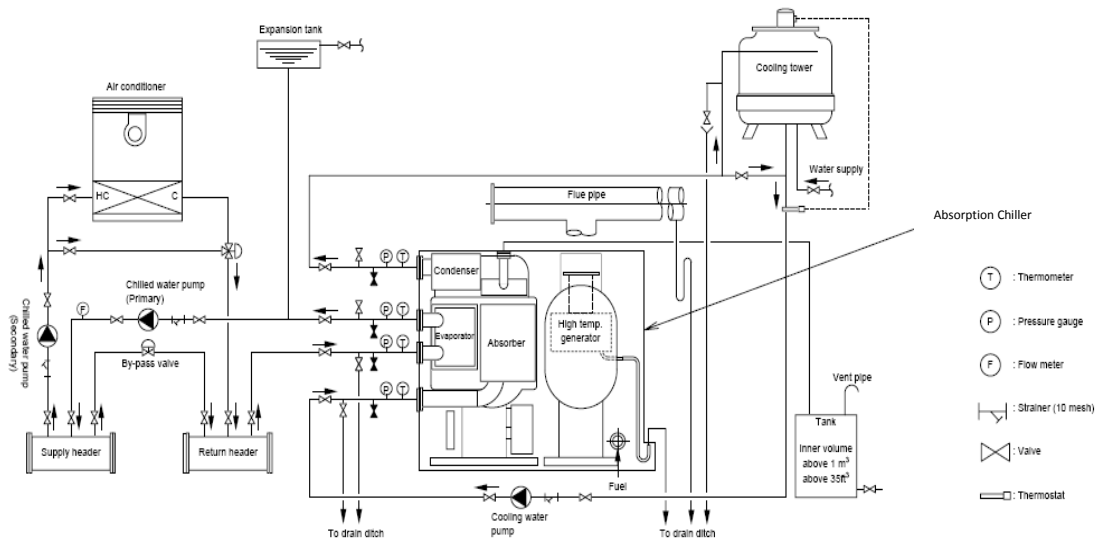 Expansion tank
Air conditioner
HC
C
Cooling tower
Water supply
Flue pipe
Absorption Chiller
Condenser
P
T
Chilled water pump
(Primary)
F
Chilled water pump
(Secondary)
By-pass valve
P
T
Evaporator
P
T
Absorber
High temp.
generator
P
T
Supply header
Return header
Fuel
Vent pipe
Tank
Inner volume
above 1 m³
above 35ft³
Cooling water
pump
To drain ditch
To drain ditch
T : Thermometer
P : Pressure gauge
F : Flow meter
: Strainer (10 mesh)
: Valve
: Thermostat